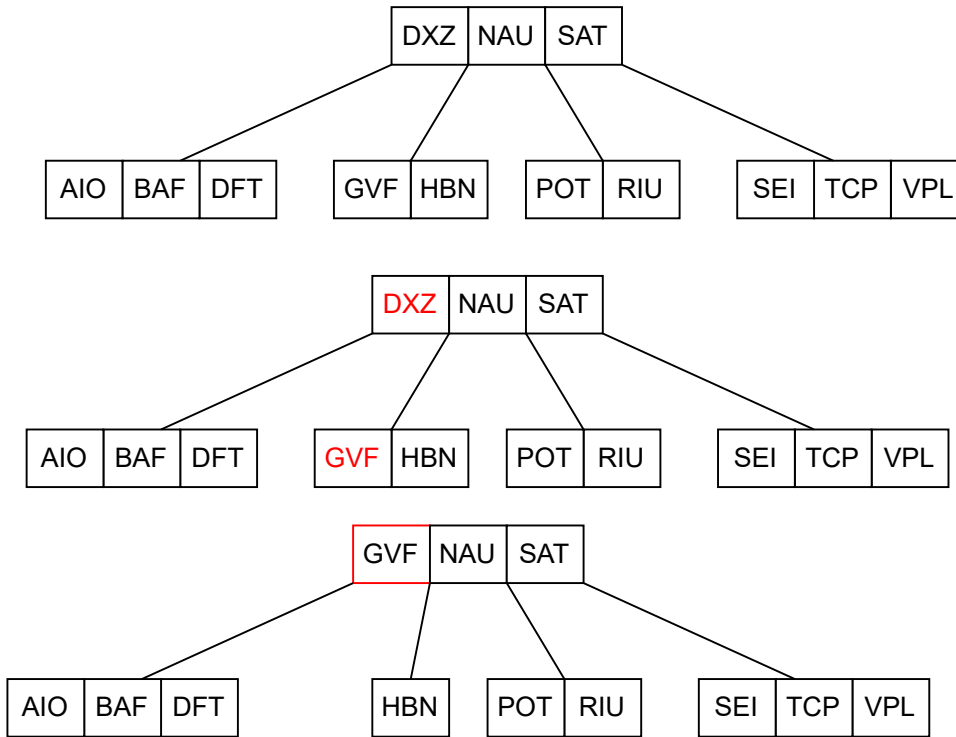 DXZ NAU SAT
AIO BAF DFT GVF HBN POT RIU SEI TCP VPL
DXZ NAU SAT
AIO BAF DFT GVF HBN POT RIU SEI TCP VPL
GVF NAU SAT
AIO BAF DFT HBN POT RIU SEI TCP VPL